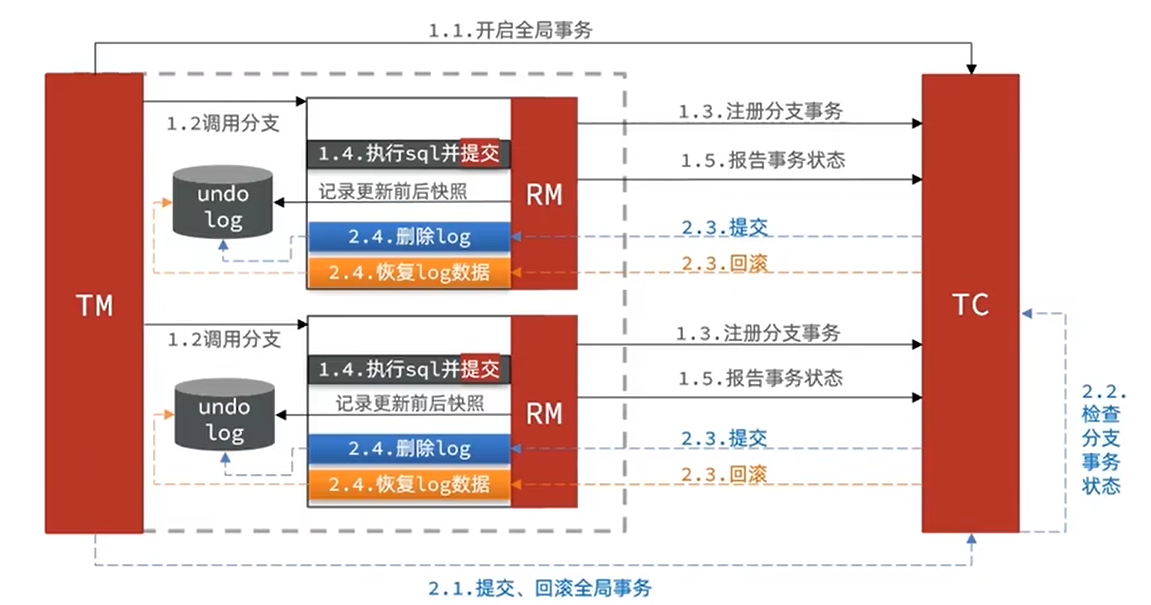 1.1.开启全局事务
1.2调用分支
1.3.注册分支事务
1.4.执行sql并提交
1.5.报告事务状态
记录更新前后快照
undo
log
RM
2.3.提交
2.4.删除log
2.3.回滚
2.4.恢复log数据
TM
TC
1.2调用分支
1.3.注册分支事务
1.4.执行sql并提交
1.5.报告事务状态
记录更新前后快照
undo
log
RM
2.3.提交
2.4.删除log
2.3.回滚
2.4.恢复log数据
2.2.
检查
分支
事务
状态
2.1.提交、回滚全局事务